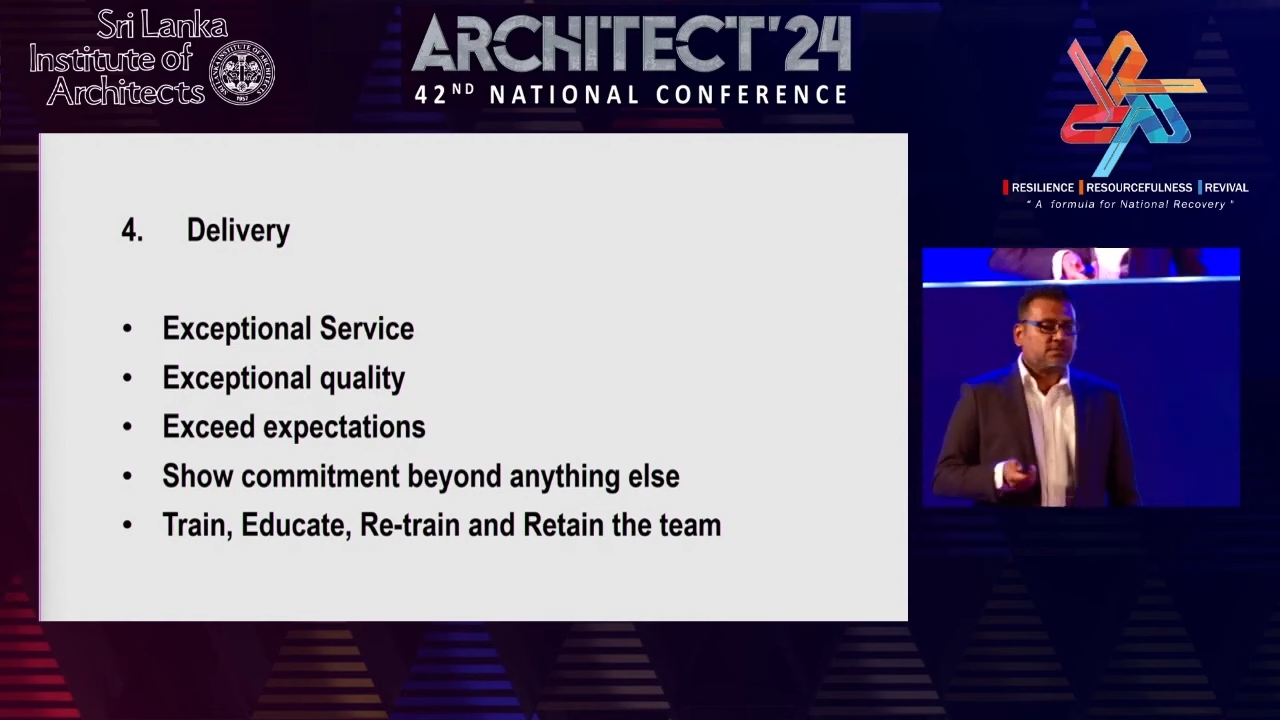 Sri Lanka
Institute of
Architects
ARCHITECT'24
42ND NATIONAL CONFERENCE
RESILIENCE RESOURCEFULNESS REVIVAL
" A formula for National Recovery "
4. Delivery
• Exceptional Service
• Exceptional quality
• Exceed expectations
• Show commitment beyond anything else
• Train, Educate, Re-train and Retain the team